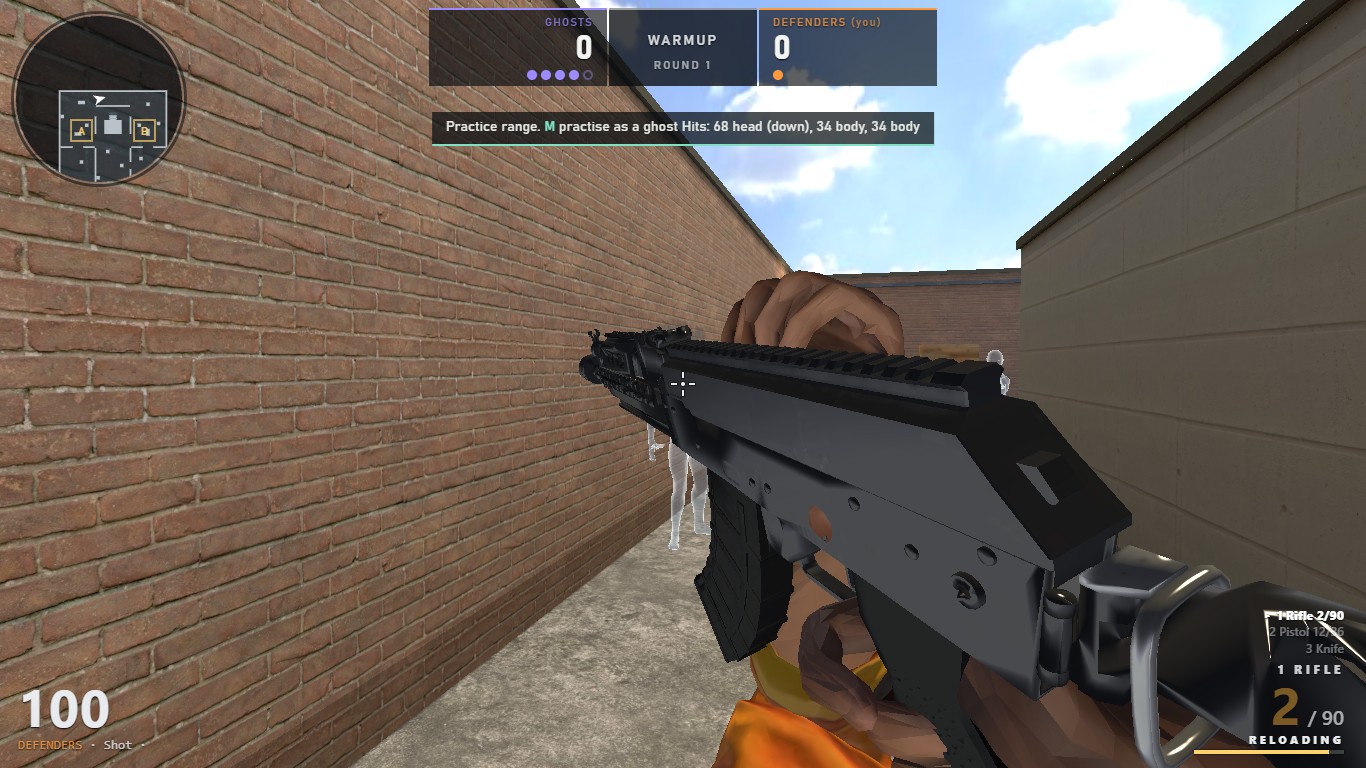 GHOSTS
0
WARMUP
ROUND 1
DEFENDERS (you)
0
Practice range. M practise as a ghost Hits: 68 head (down), 34 body, 34 body
A
B
1 Rifle 2/90
2 Pistol 12/36
3 Knife
1 RIFLE
2 / 90
RELOADING
100
DEFENDERS · Shot ·